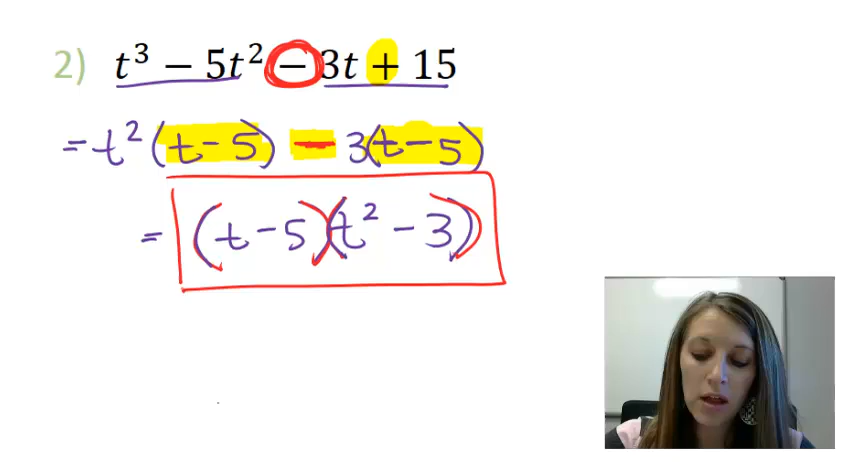 2) t³ − 5t² − 3t + 15
= t² (t − 5) − 3(t − 5)
= (t − 5)(t² − 3)